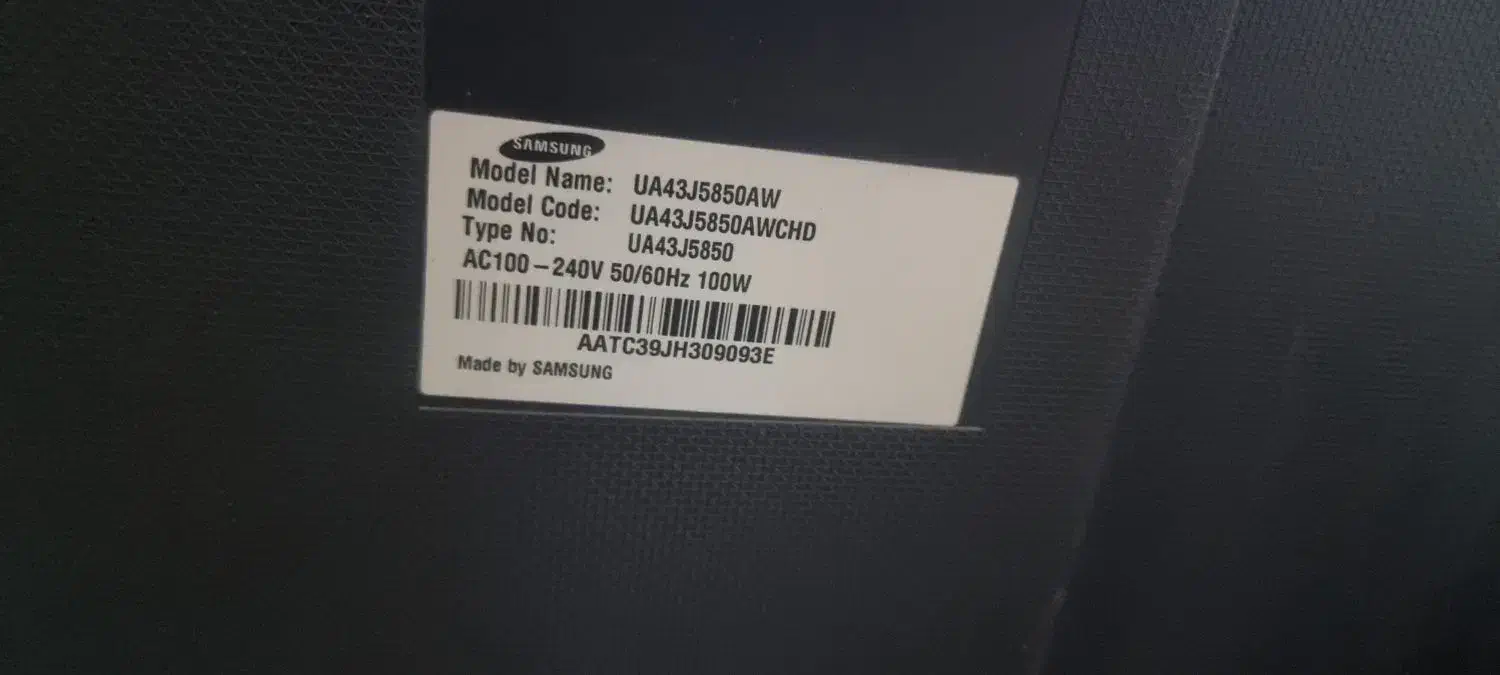 SAMSUNG
Model Name: UA43J5850AW
Model Code: UA43J5850AWCHD
Type No: UA43J5850
AC100-240V 50/60Hz 100W
AATC39JH309093E
Made by SAMSUNG